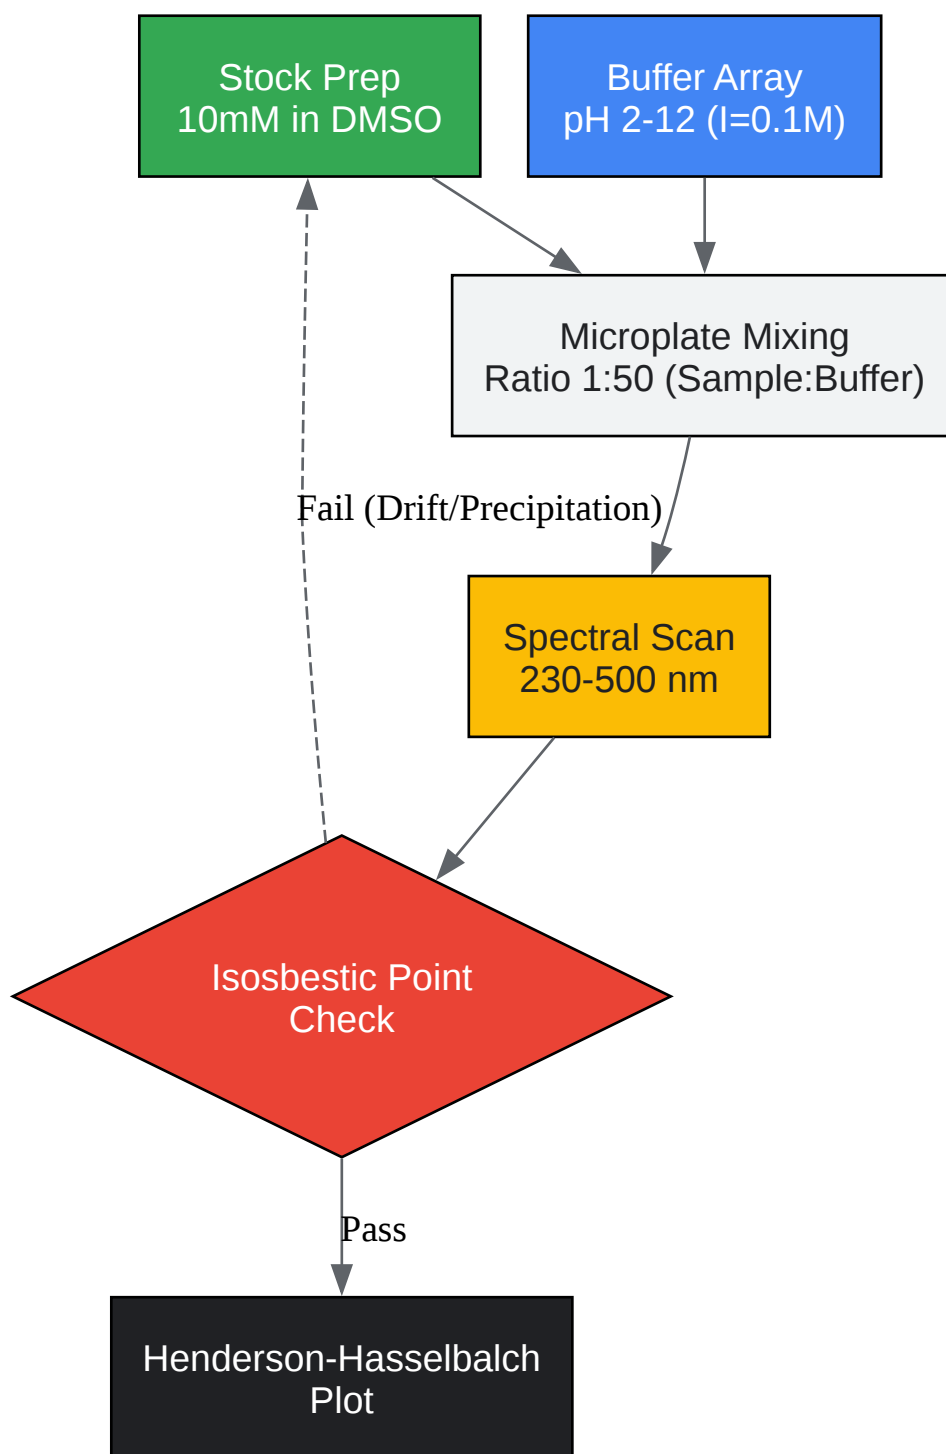 Stock Prep
10mM in DMSO
Buffer Array
pH 2-12 (I=0.1M)
Microplate Mixing
Ratio 1:50 (Sample:Buffer)
Fail (Drift/Precipitation)
Spectral Scan
230-500 nm
Isosbestic Point
Check
Pass
Henderson-Hasselbalch
Plot